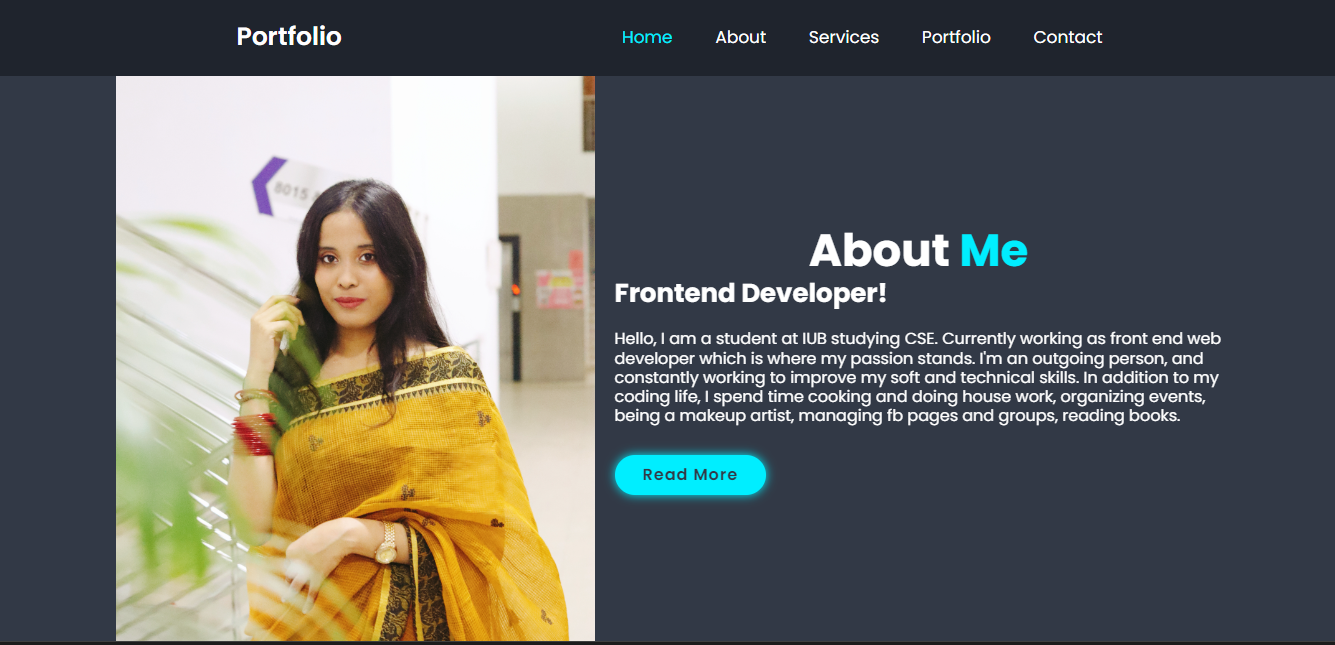 Portfolio
Home About Services Portfolio Contact
8015
About Me
Frontend Developer!
Hello, I am a student at IUB studying CSE. Currently working as front end web
developer which is where my passion stands. I'm an outgoing person, and
constantly working to improve my soft and technical skills. In addition to my
coding life, I spend time cooking and doing house work, organizing events,
being a makeup artist, managing fb pages and groups, reading books.
Read More